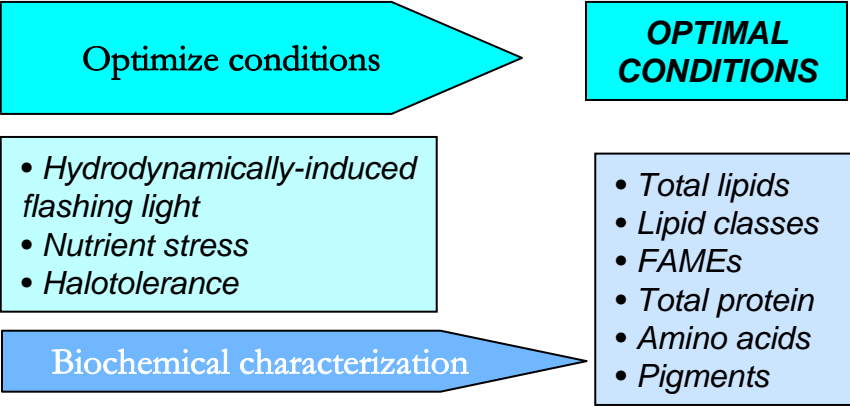 Optimize conditions
OPTIMAL
CONDITIONS
• Hydrodynamically-induced
flashing light
• Nutrient stress
• Halotolerance
Biochemical characterization
• Total lipids
• Lipid classes
• FAMEs
• Total protein
• Amino acids
• Pigments